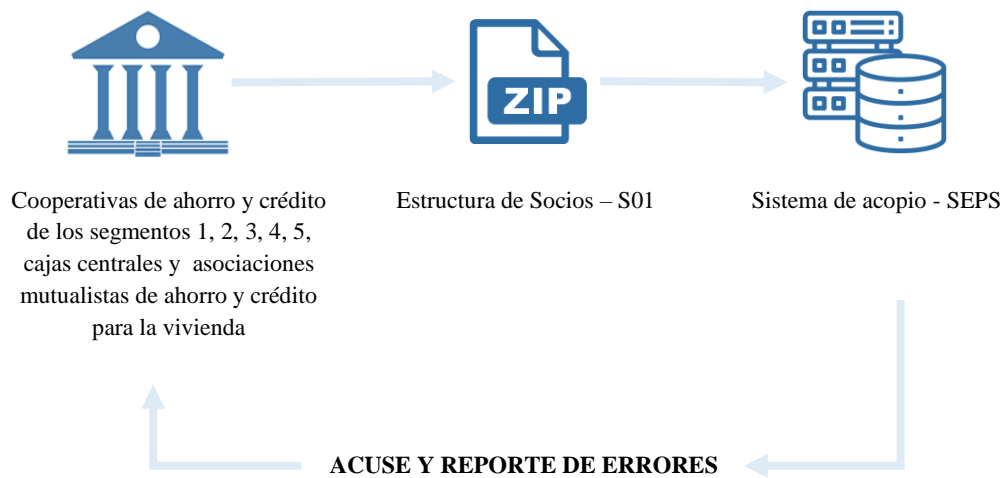 ZIP
Cooperativas de ahorro y crédito
de los segmentos 1, 2, 3, 4, 5,
cajas centrales y  asociaciones
mutualistas de ahorro y crédito
para la vivienda
Estructura de Socios – S01
Sistema de acopio - SEPS
ACUSE Y REPORTE DE ERRORES